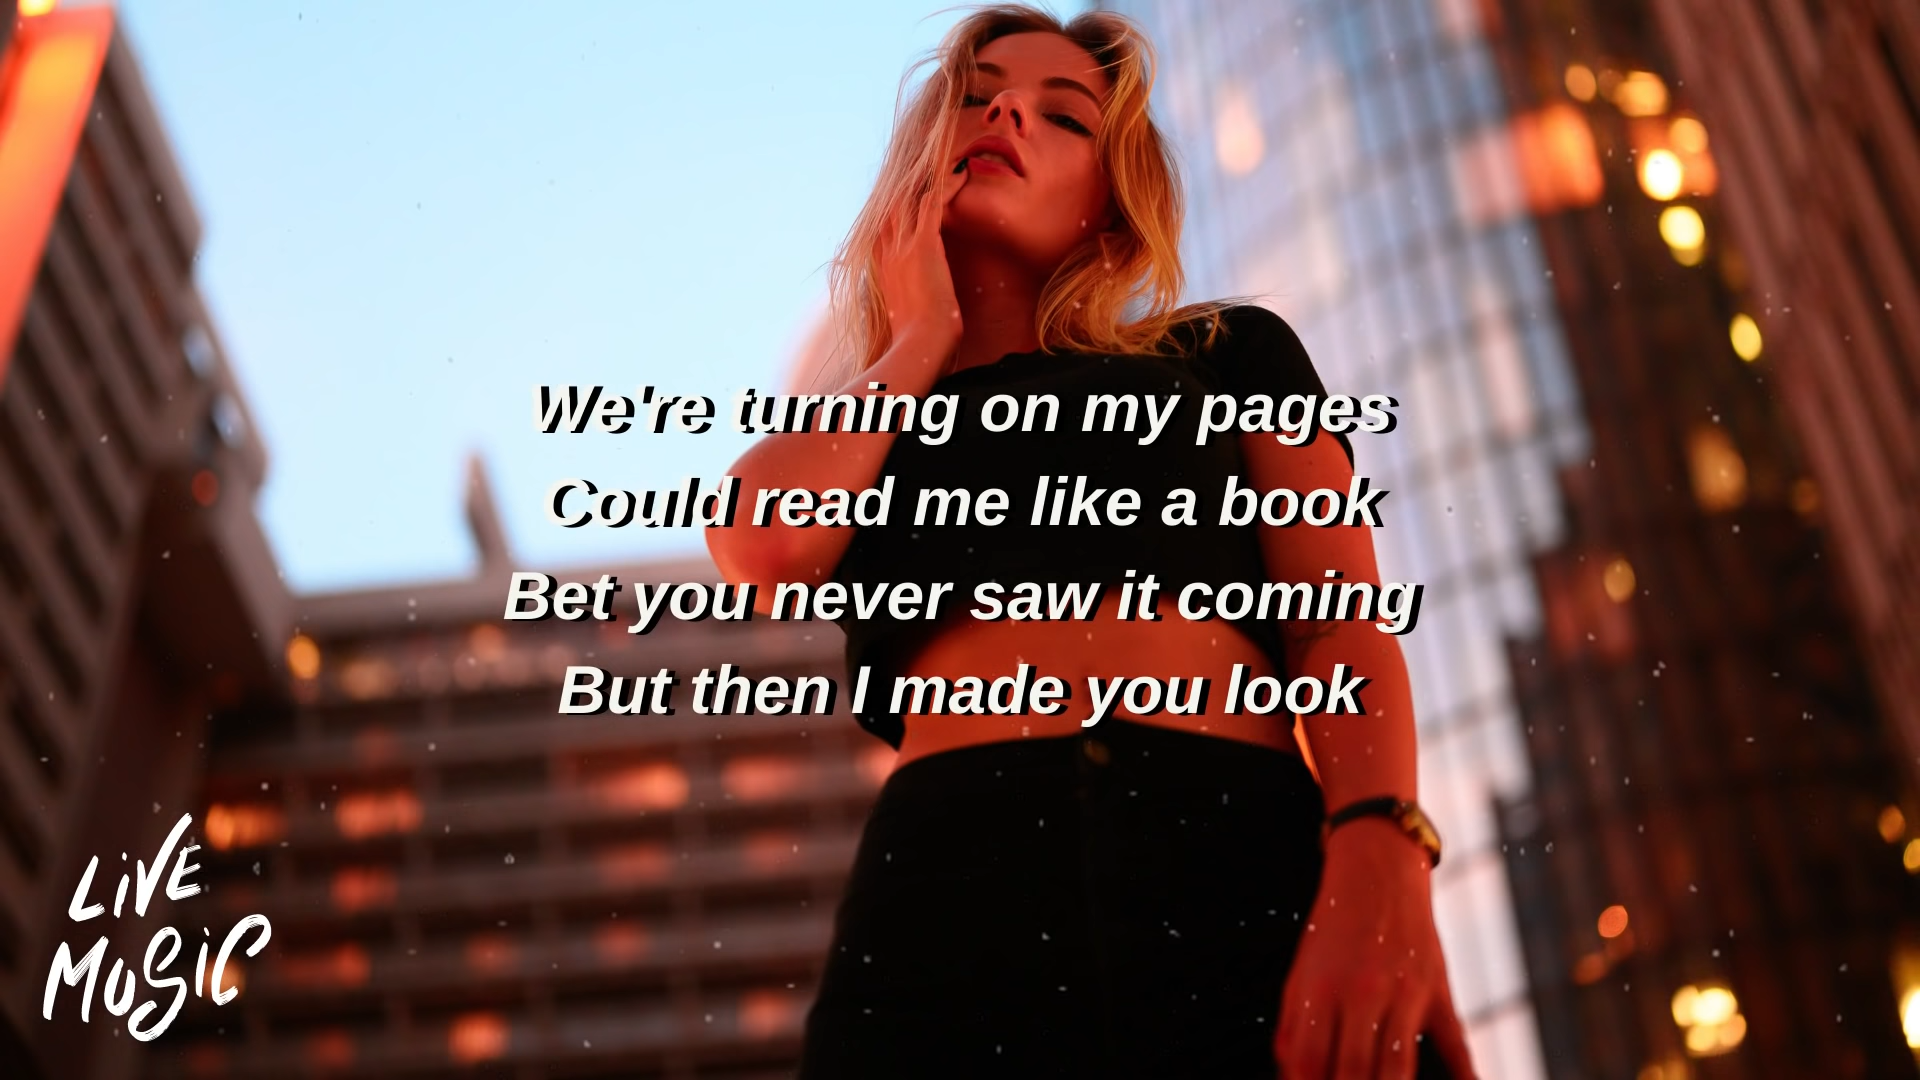 We're turning on my pages
Could read me like a book
Bet you never saw it coming
But then I made you look
LiVE
MUSiC